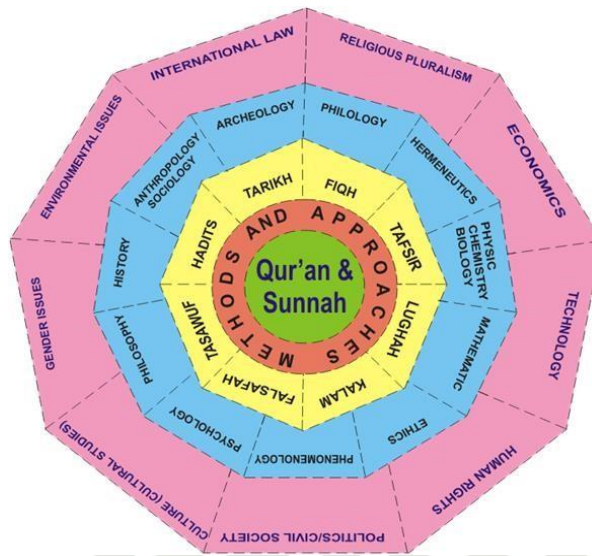 INTERNATIONAL LAW
RELIGIOUS PLURALISM
ECONOMICS
TECHNOLOGY
HUMAN RIGHTS
POLITICS/CIVIL SOCIETY
CULTURE (CULTURAL STUDIES)
GENDER ISSUES
ENVIRONMENTAL ISSUES
ARCHEOLOGY
PHILOLOGY
HERMENEUTICS
PHYSIC
CHEMISTRY
BIOLOGY
MATHEMATIC
ETHICS
PHENOMENOLOGY
PSYCHOLOGY
PHILOSOPHY
HISTORY
ANTHROPOLOGY
SOCIOLOGY
TARIKH
FIQH
TAFSIR
LUGHAH
KALAM
FALSAFAH
TASAWUF
HADITS
METHODS AND APPROACHES
Qur'an &
Sunnah